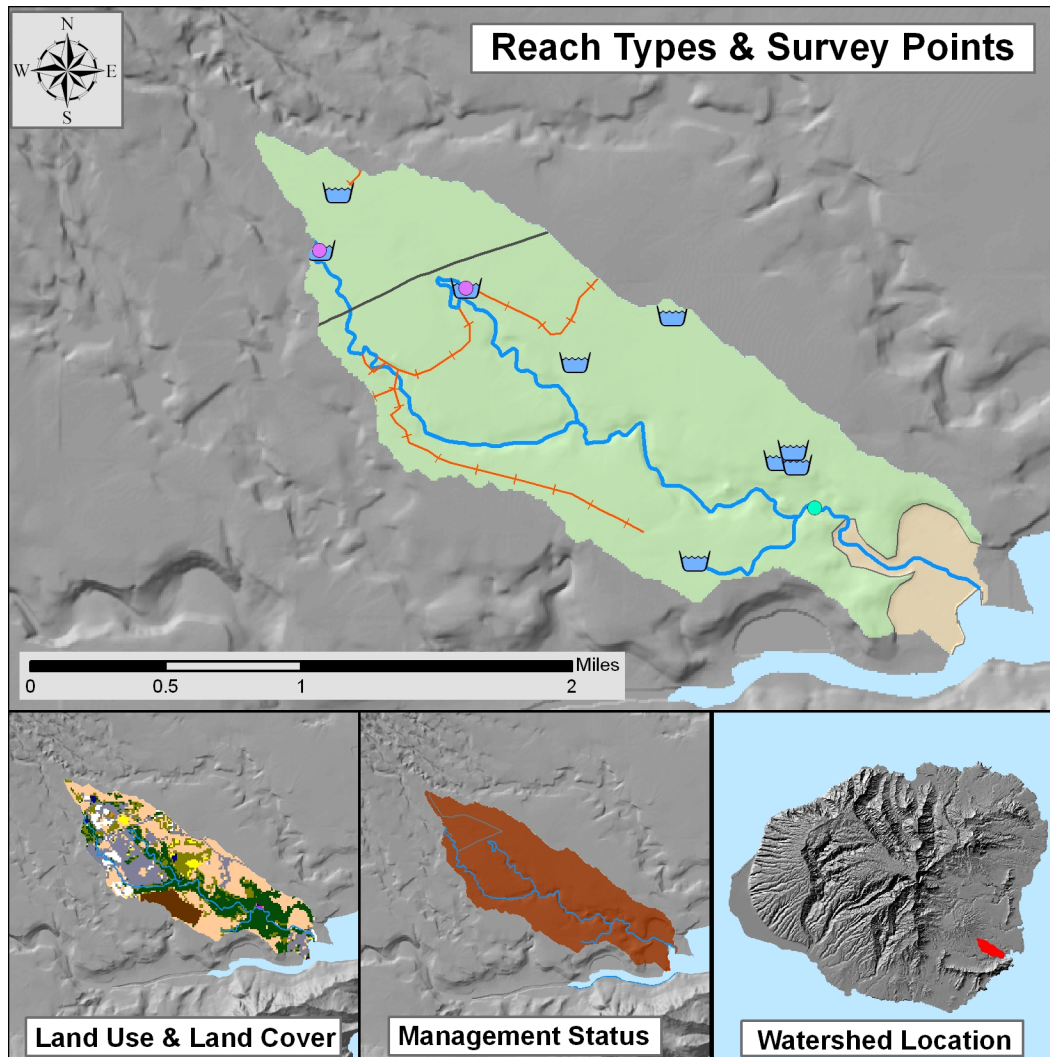 N
W E
S
Reach Types & Survey Points
Miles
0 0.5 1 2
Land Use & Land Cover
Management Status
Watershed Location